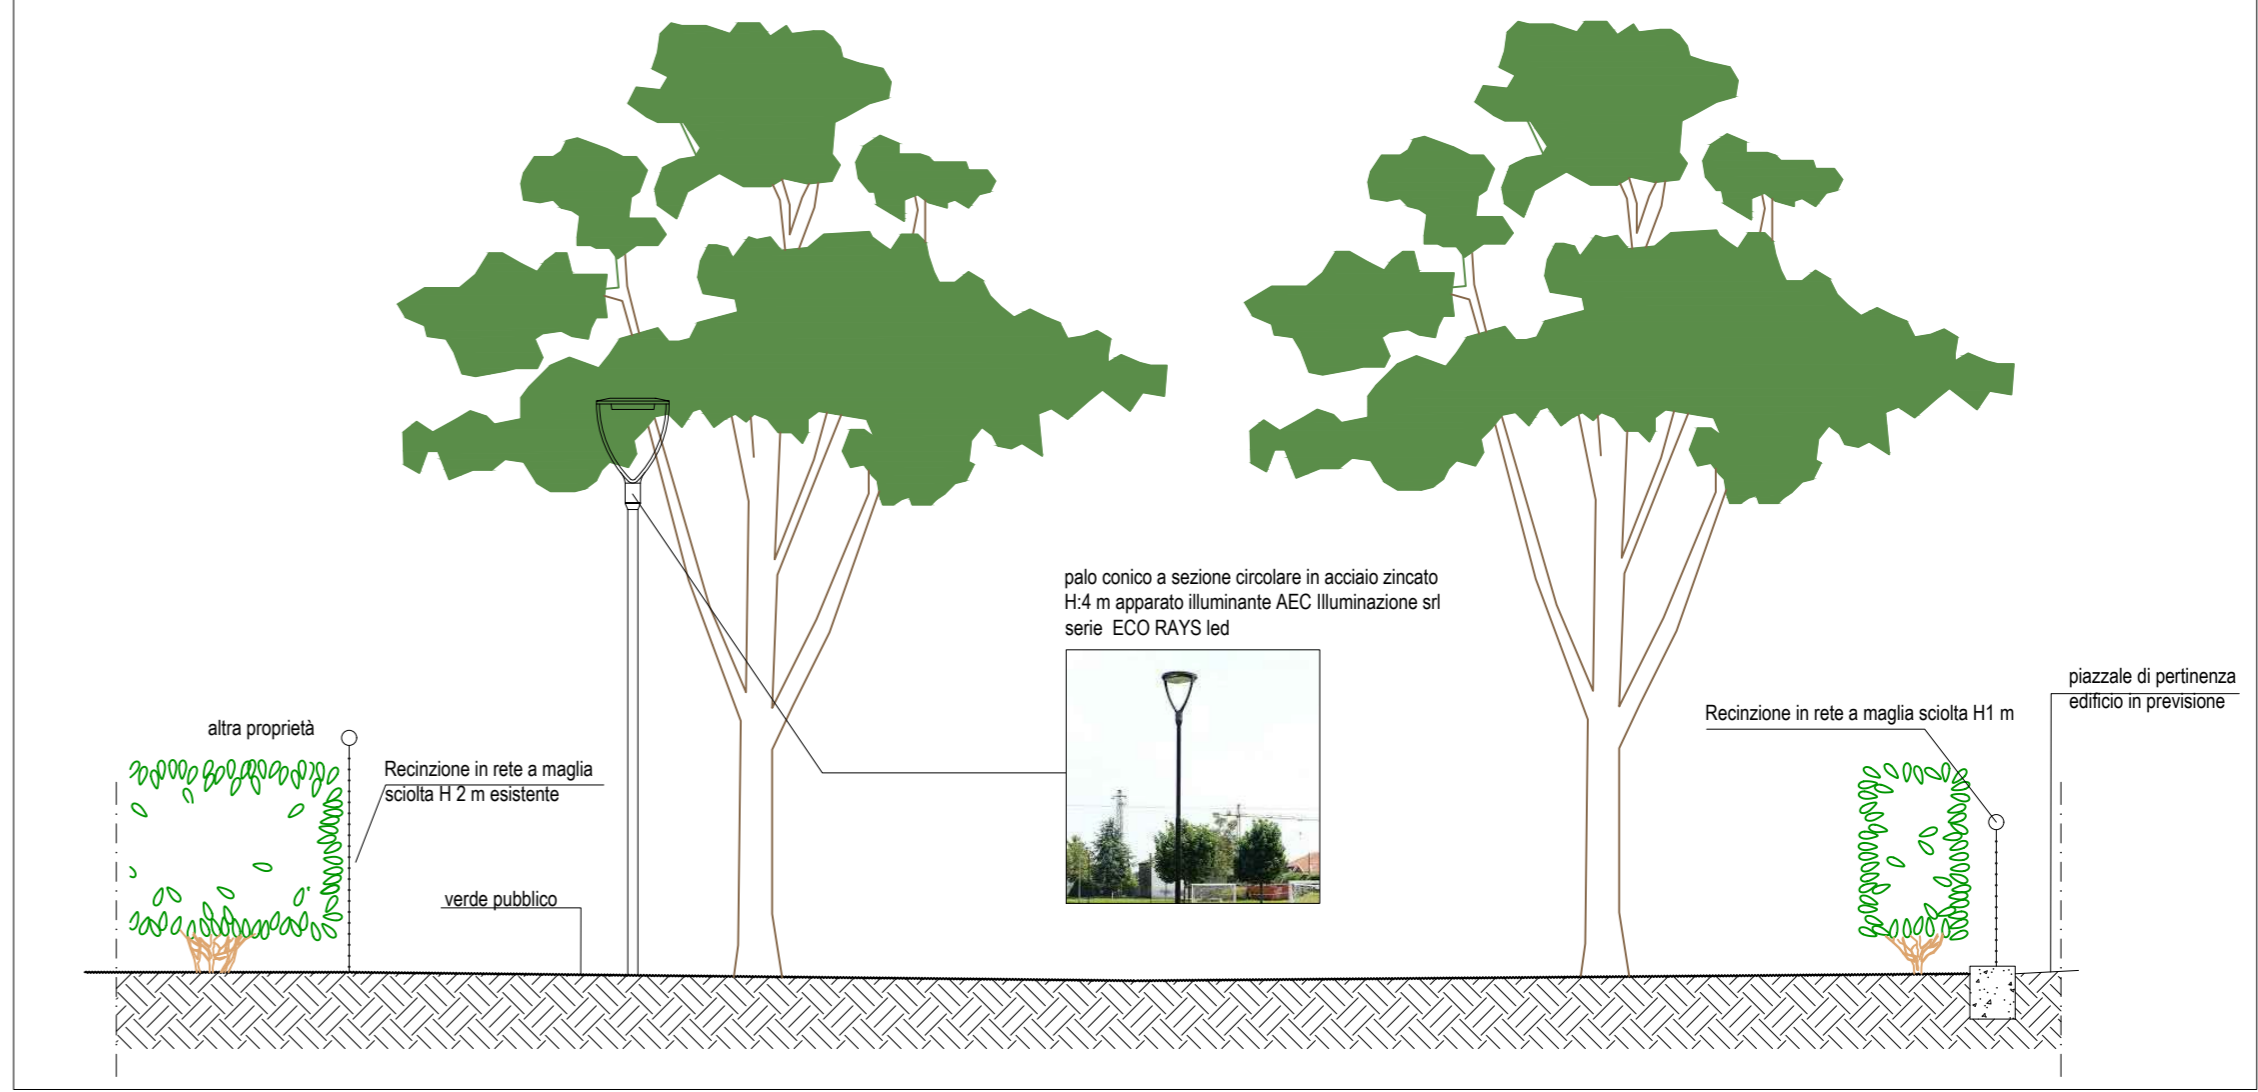 palo conico a sezione circolare in acciaio zincato
H:4 m apparato illuminante AEC Illuminazione srl
serie ECO RAYS led
piazzale di pertinenza
edificio in previsione
Recinzione in rete a maglia sciolta H1 m
altra proprietà
Recinzione in rete a maglia
sciolta H 2 m esistente
verde pubblico